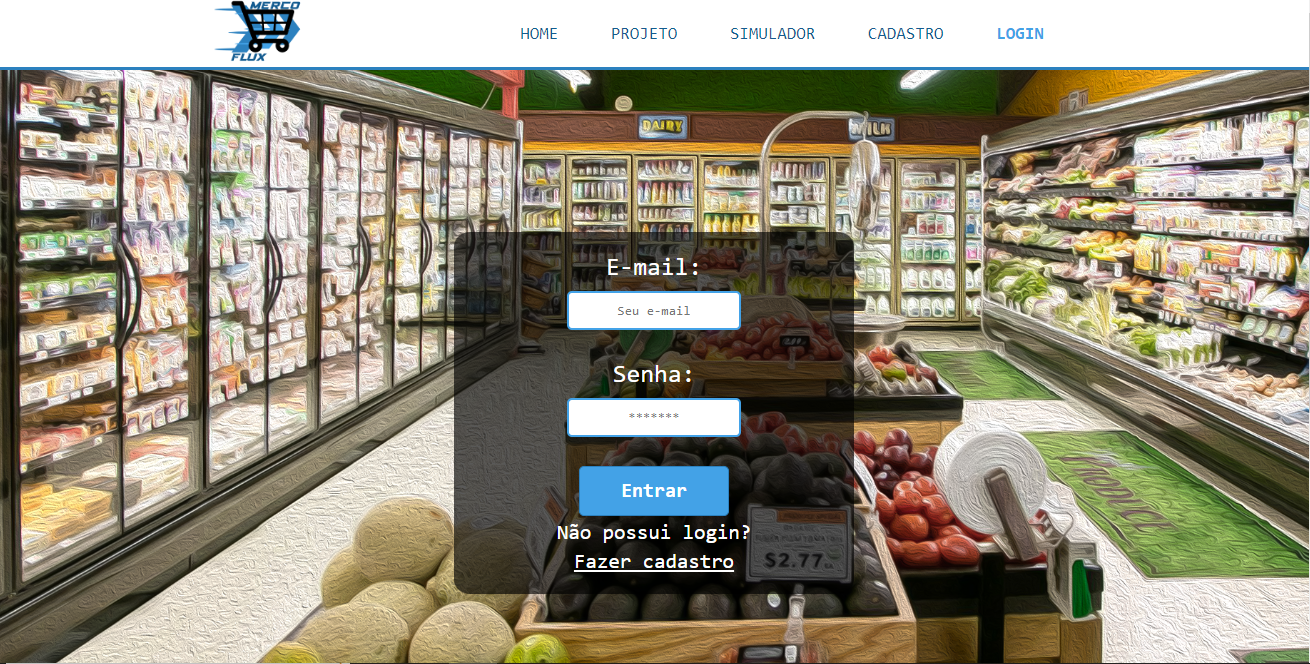 MERCO
FLUX
HOME
PROJETO
SIMULADOR
CADASTRO
LOGIN
DAIRY
MILK
E-mail:
Seu e-mail
Senha:
*******
Entrar
Não possui login?
Fazer cadastro
$2.77